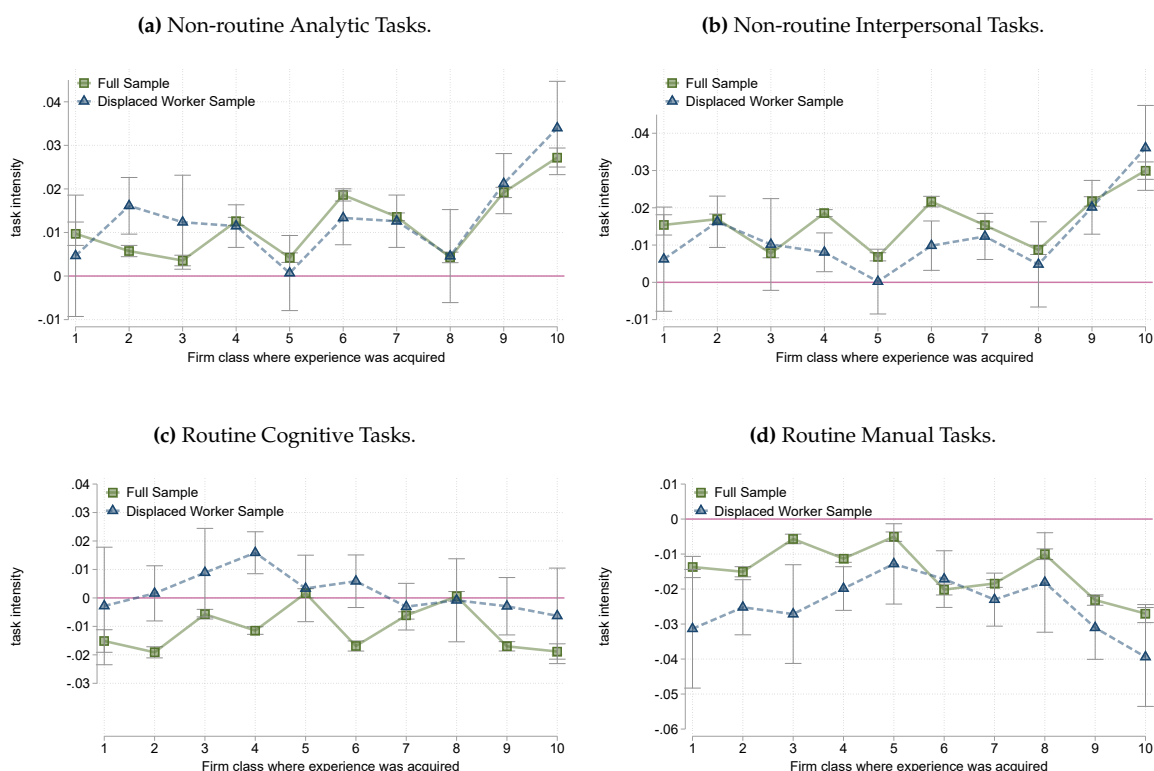 (a) Non-routine Analytic Tasks.
Full Sample
Displaced Worker Sample
.04
.03
.02
.01
0
-.01
task intensity
1 2 3 4 5 6 7 8 9 10
Firm class where experience was acquired
(b) Non-routine Interpersonal Tasks.
Full Sample
Displaced Worker Sample
.04
.03
.02
.01
0
-.01
task intensity
1 2 3 4 5 6 7 8 9 10
Firm class where experience was acquired
(c) Routine Cognitive Tasks.
.04
Full Sample
.03
Displaced Worker Sample
.02
.01
0
-.01
-.02
-.03
task intensity
1 2 3 4 5 6 7 8 9 10
Firm class where experience was acquired
(d) Routine Manual Tasks.
.01
Full Sample
Displaced Worker Sample
0
-.01
-.02
-.03
-.04
-.05
-.06
task intensity
1 2 3 4 5 6 7 8 9 10
Firm class where experience was acquired